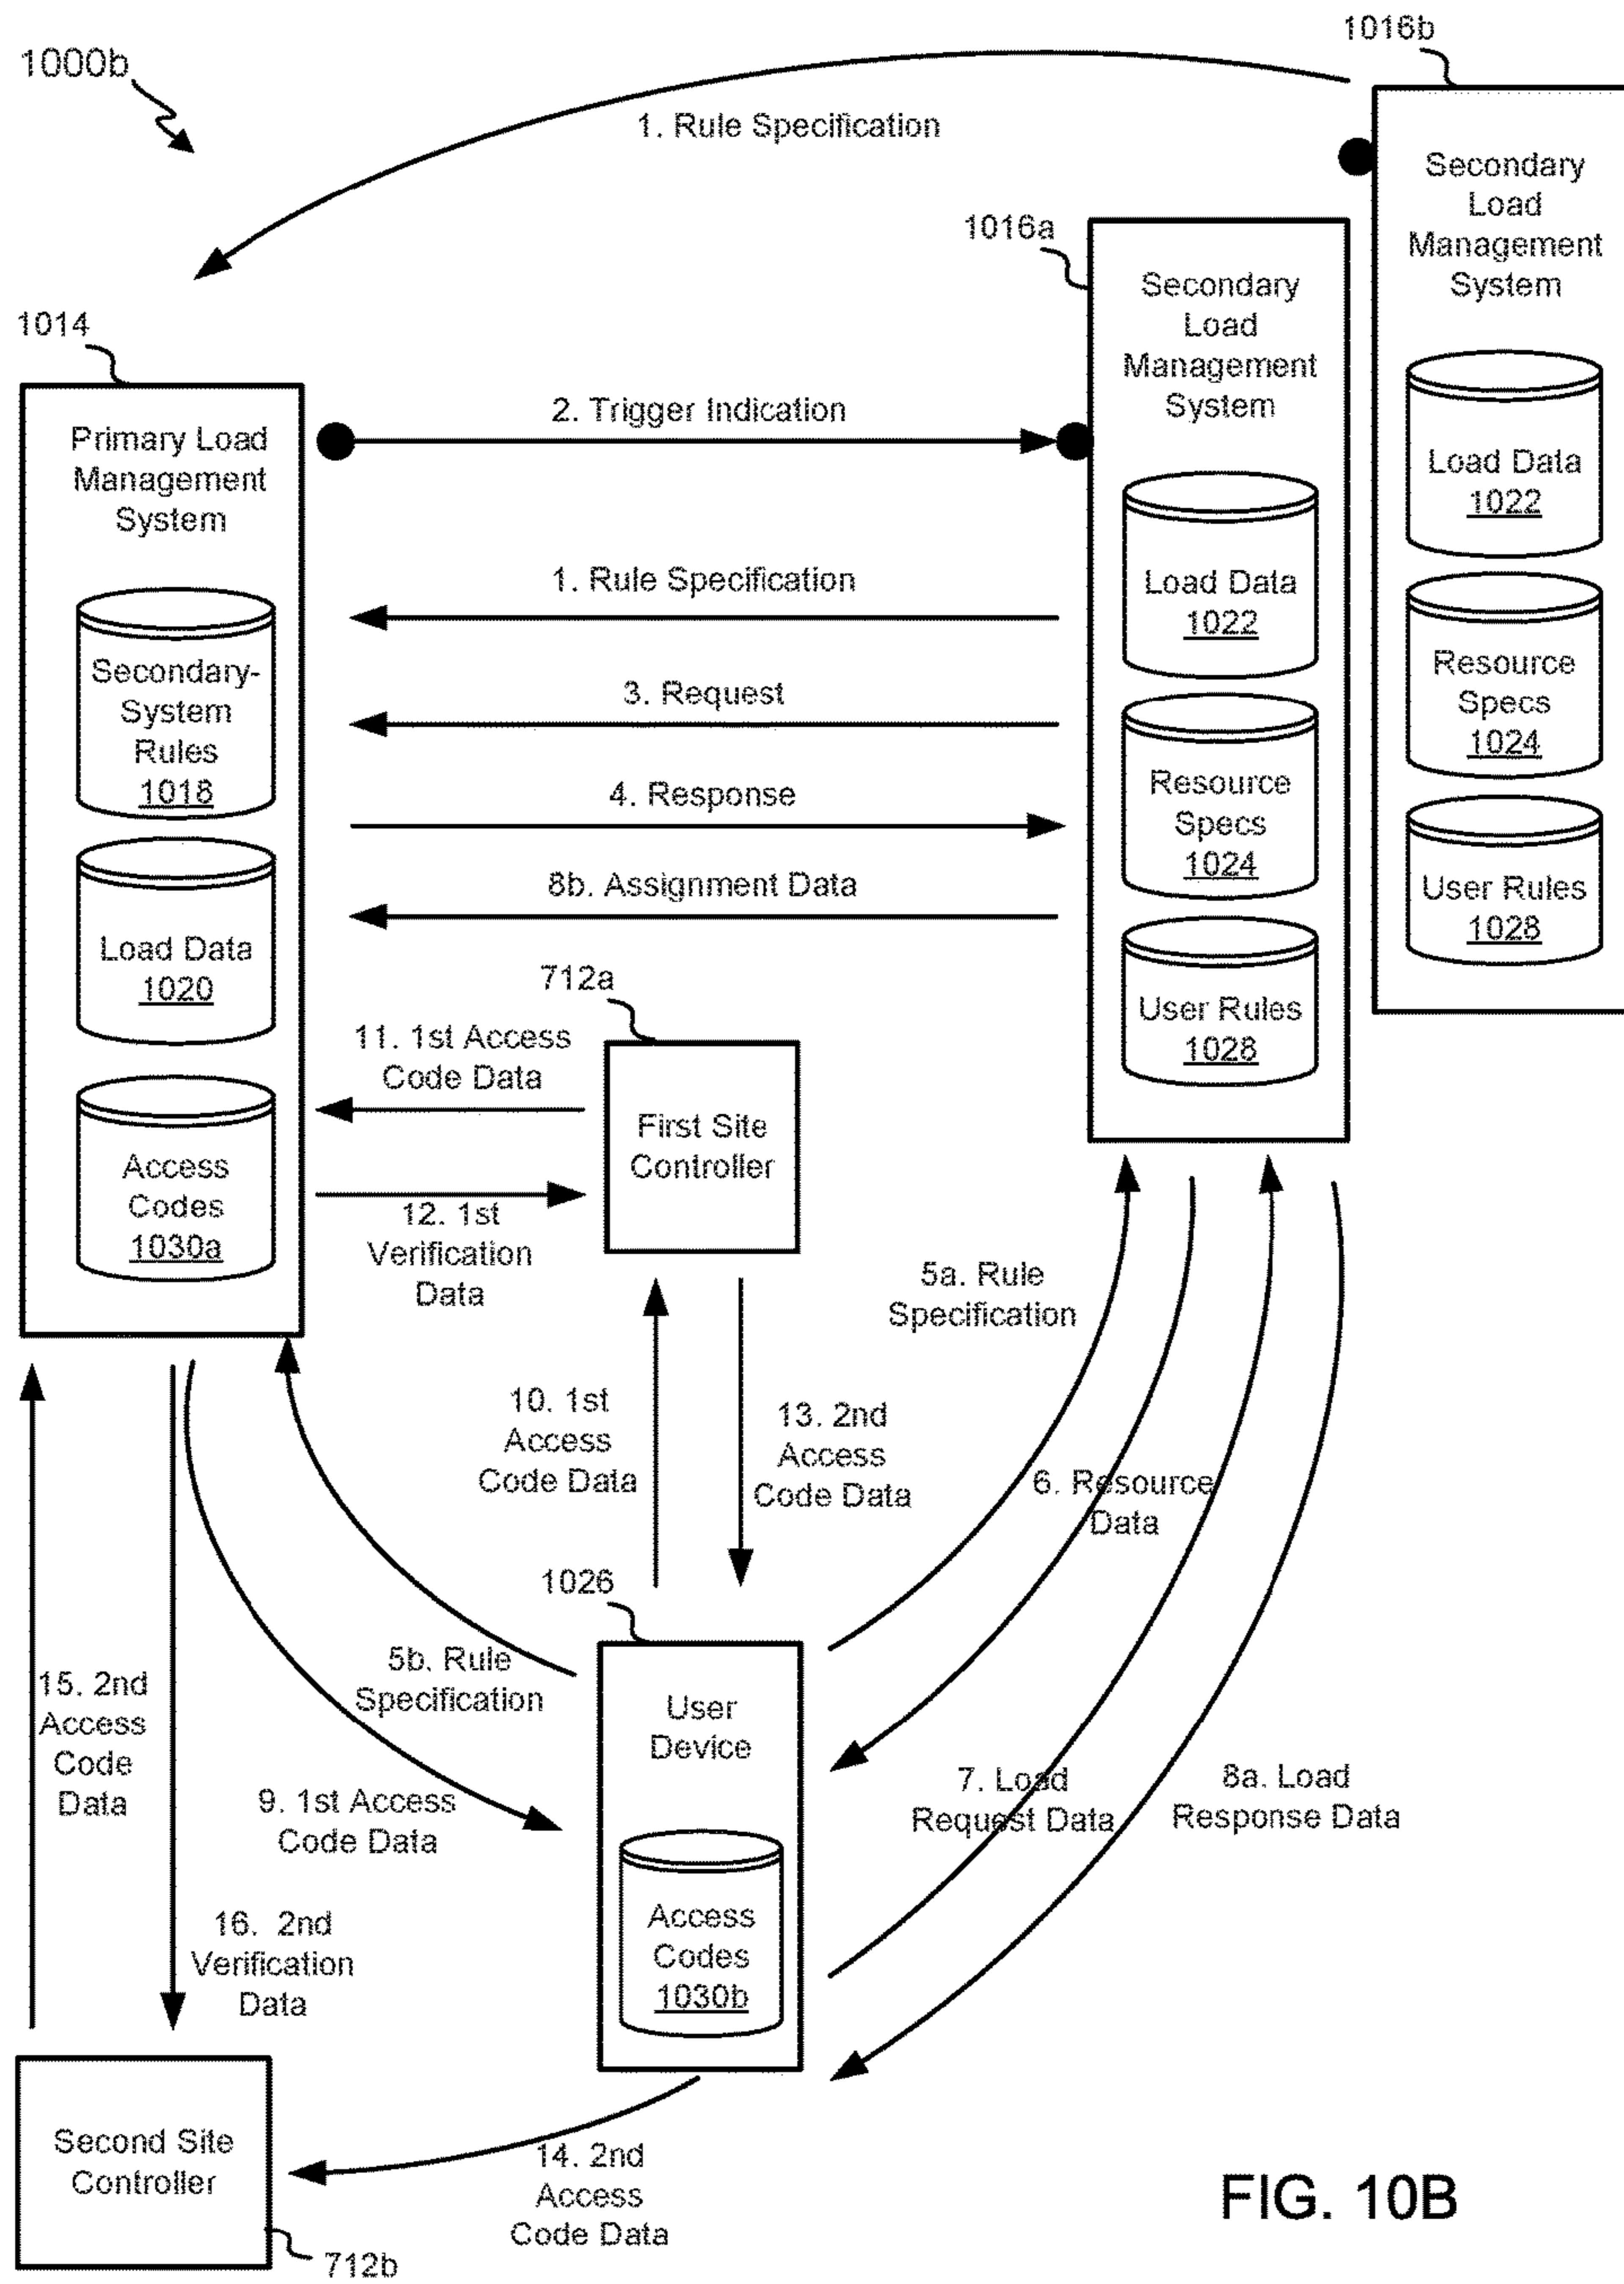 1000b
1016b
1. Rule Specification
Secondary
Load
Management
System
Load Data
1022
Resource
Specs
1024
User Rules
1028
1016a
Secondary
Load
Management
System
Load Data
1022
Resource
Specs
1024
User Rules
1028
1014
Primary Load
Management
System
Secondary-
System
Rules
1018
Load Data
1020
Access
Codes
1030a
2. Trigger Indication
1. Rule Specification
3. Request
4. Response
8b. Assignment Data
712a
11. 1st Access
Code Data
First Site
Controller
12. 1st
Verification
Data
5a. Rule
Specification
10. 1st
Access
Code Data
13. 2nd
Access
Code Data
6. Resource
Data
1026
5b. Rule
Specification
15. 2nd
Access
Code
Data
User
Device
9. 1st Access
Code Data
7. Load
Request Data
8a. Load
Response Data
Access
Codes
1030b
16. 2nd
Verification
Data
Second Site
Controller
14. 2nd
Access
Code Data
712b
FIG. 10B